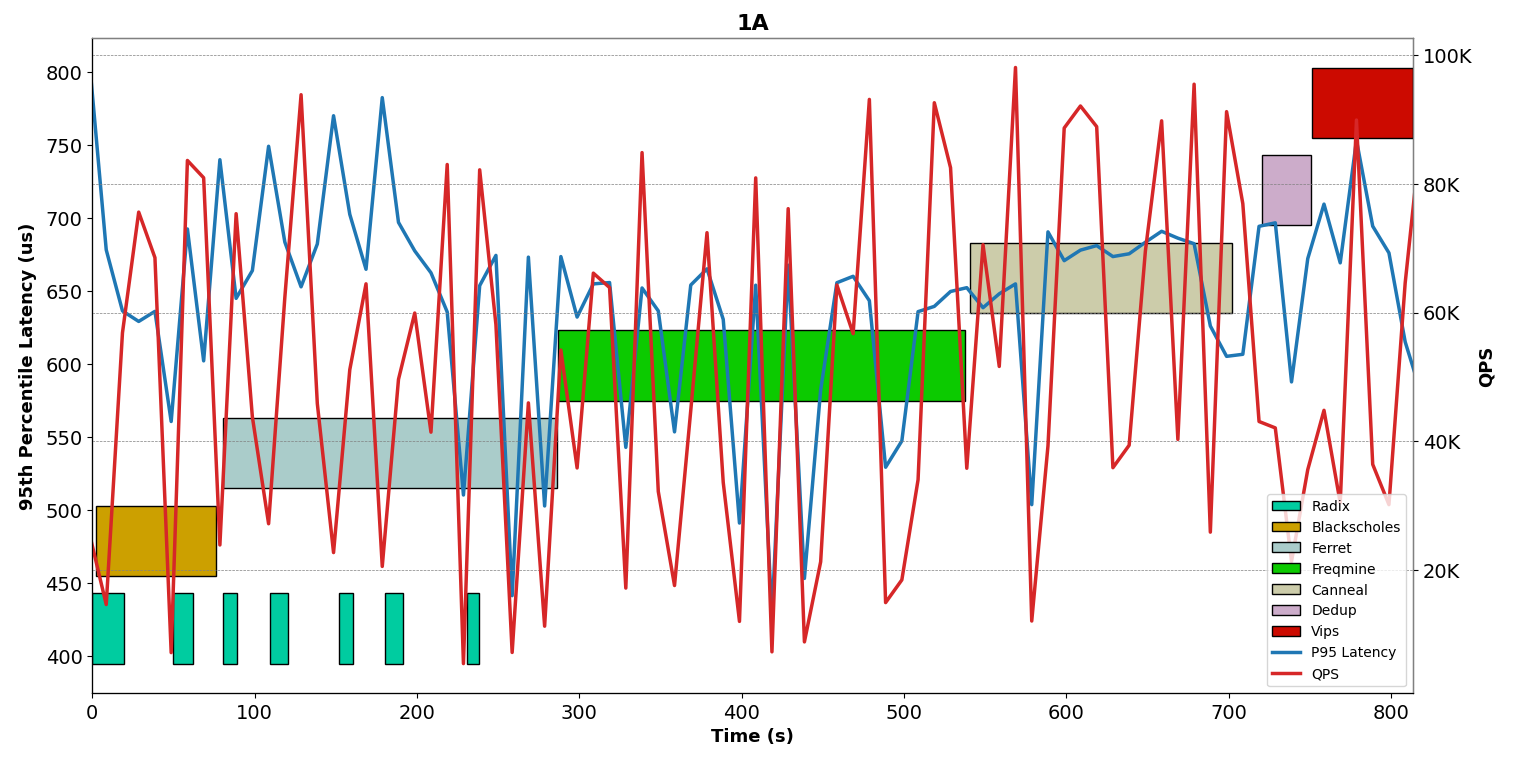 1A
95th Percentile Latency (us)
800
750
700
650
600
550
500
450
400
100K
80K
60K
40K
20K
QPS
Radix
Blackscholes
Ferret
Freqmine
Canneal
Dedup
Vips
P95 Latency
QPS
0 100 200 300 400 500 600 700 800
Time (s)